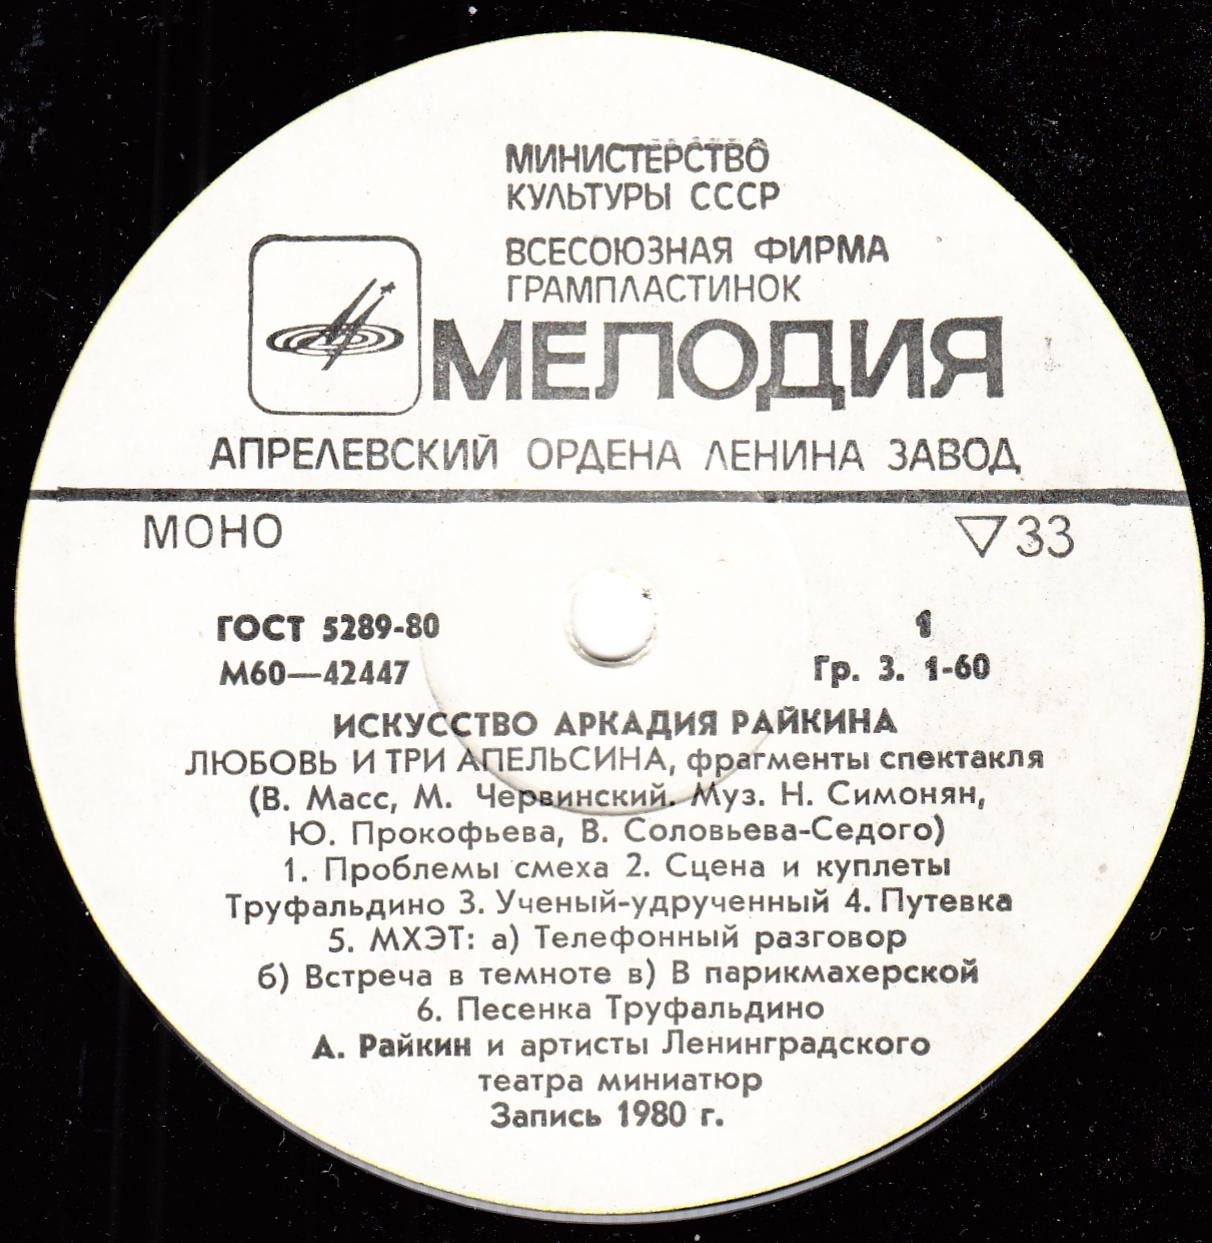 МИНИСТЕРСТВО
КУЛЬТУРЫ СССР
ВСЕСОЮЗНАЯ ФИРМА
ГРАМПЛАСТИНОК
МЕЛОДИЯ
АПРЕЛЕВСКИЙ ОРДЕНА ЛЕНИНА ЗАВОД
МОНО ▽33
ГОСТ 5289-80 1
М60—42447 Гр. 3. 1-60
ИСКУССТВО АРКАДИЯ РАЙКИНА
ЛЮБОВЬ И ТРИ АПЕЛЬСИНА, фрагменты спектакля
(В. Масс, М. Червинский. Муз. Н. Симонян,
Ю. Прокофьева, В. Соловьева-Седого)
1. Проблемы смеха 2. Сцена и куплеты
Труфальдино 3. Ученый-удрученный 4. Путевка
5. МХЭТ: а) Телефонный разговор
б) Встреча в темноте в) В парикмахерской
6. Песенка Труфальдино
А. Райкин и артисты Ленинградского
театра миниатюр
Запись 1980 г.